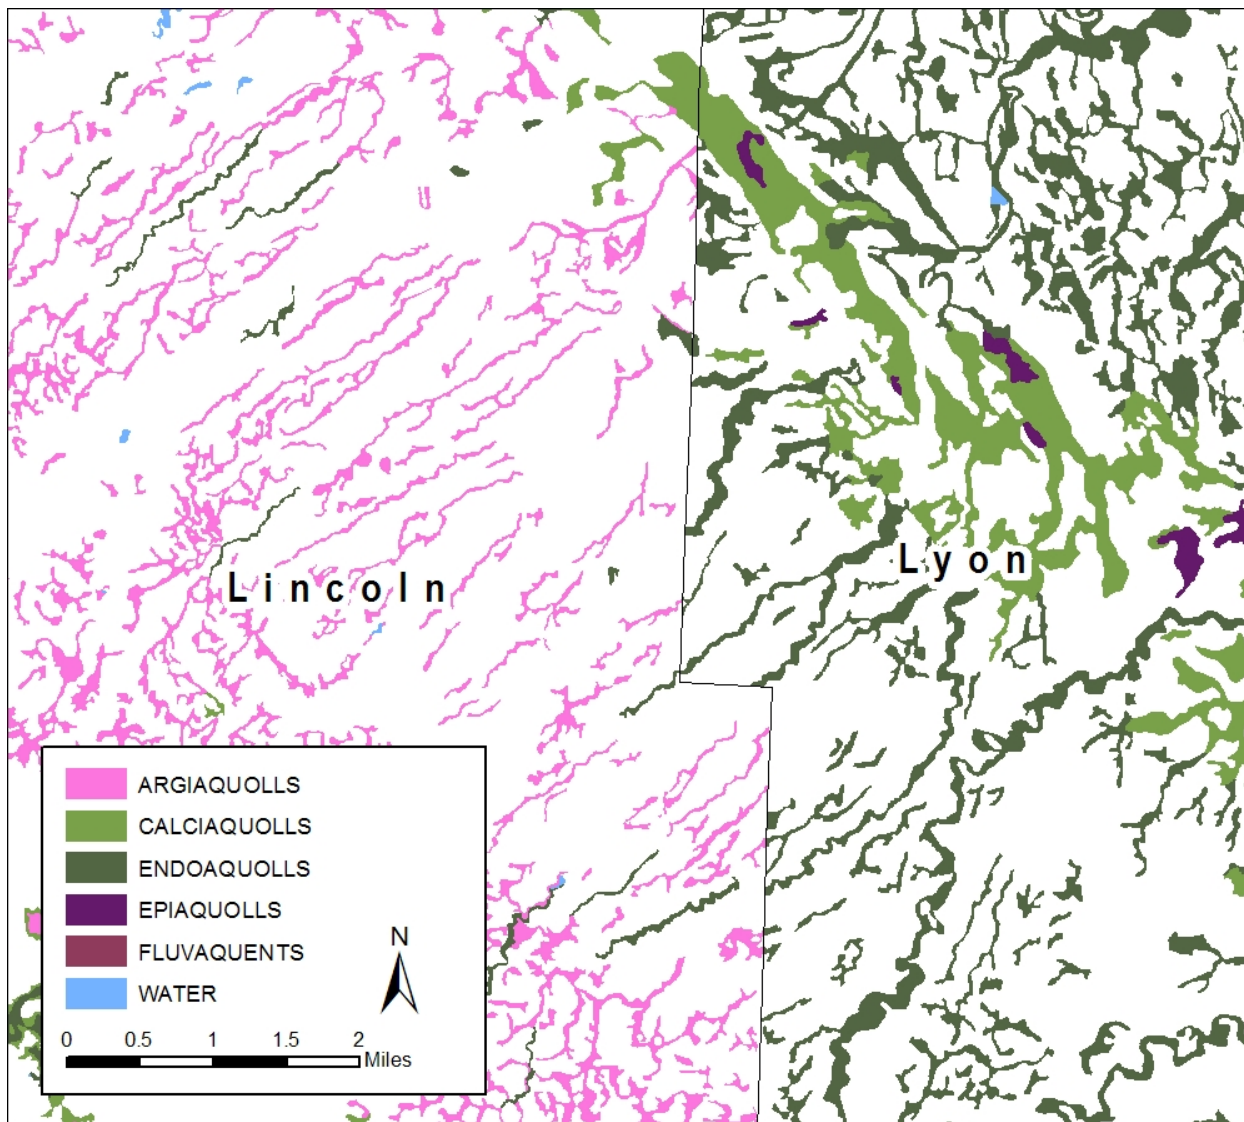 Lyon
Lincoln
ARGIAQUOLLS
CALCIAQUOLLS
ENDOAQUOLLS
EPIAQUOLLS
FLUVAQUENTS
WATER
N
0 0.5 1 1.5 2
Miles